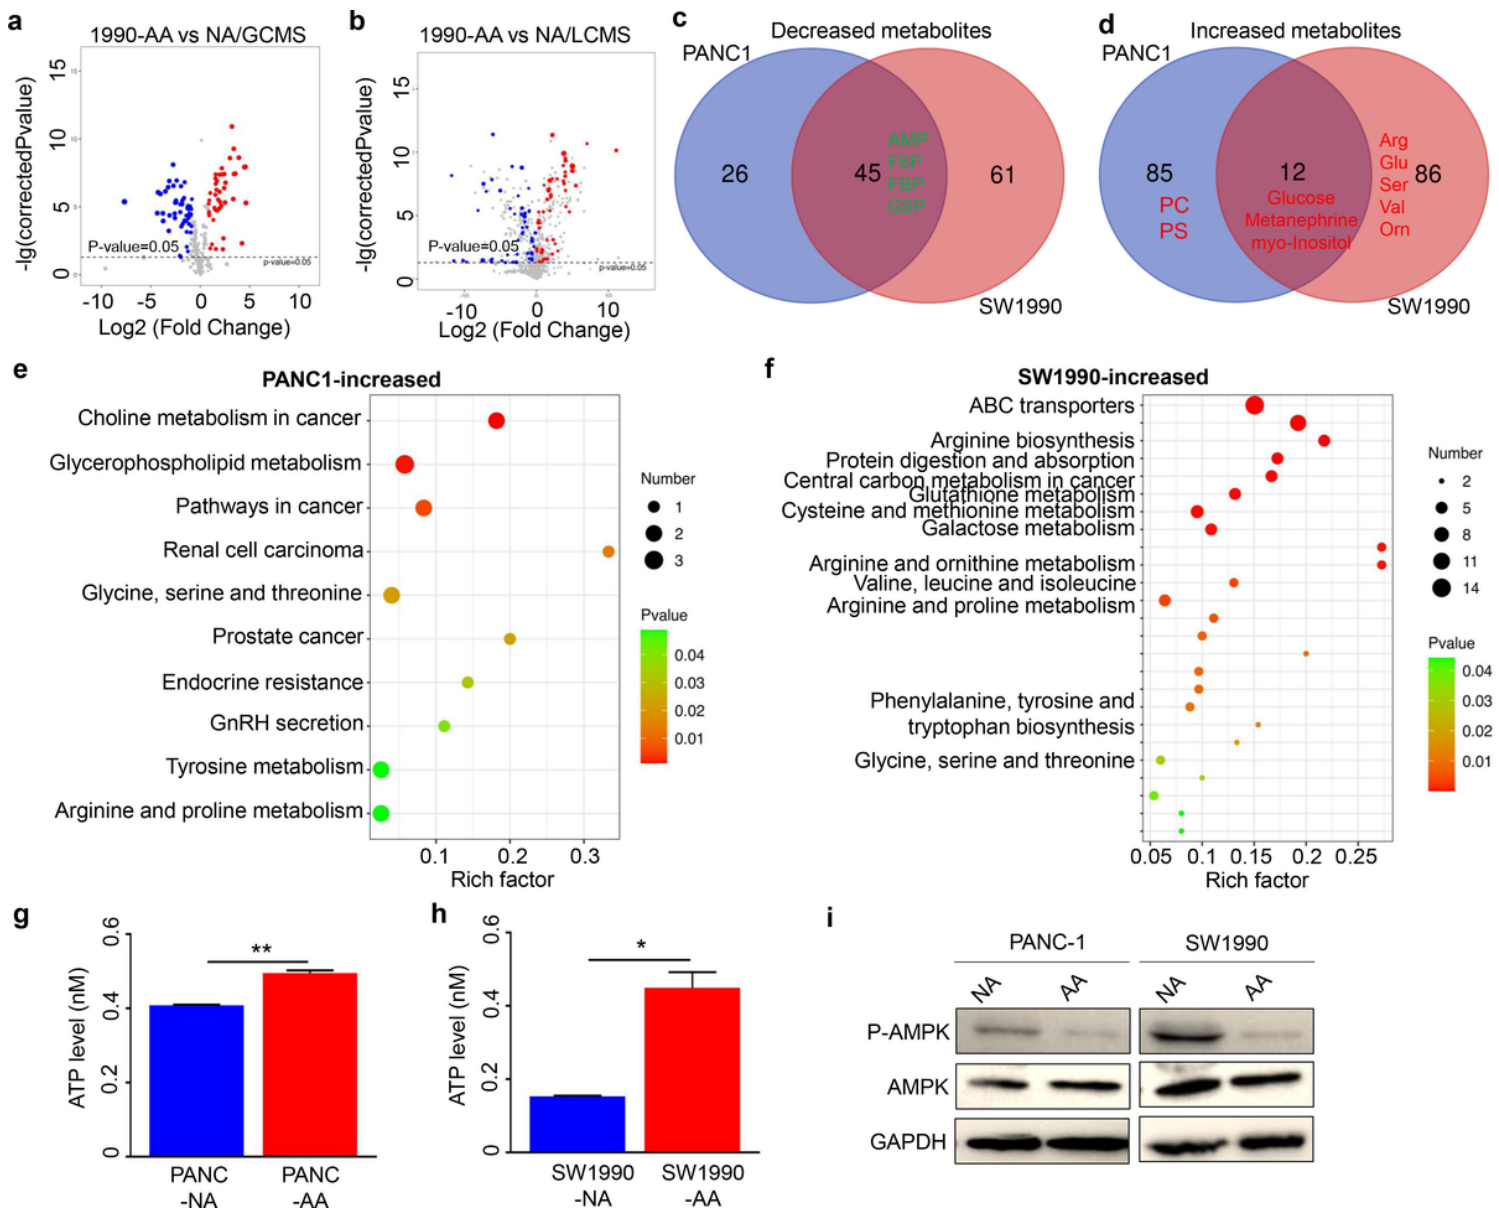 a
1990-AA vs NA/GCMS
-lg(correctedPvalue)
15
10
5
0
P-value=0.05
p-value=0.05
-10 -5 0 5 10
Log2 (Fold Change)
b
1990-AA vs NA/LCMS
-lg(correctedPvalue)
15
10
5
0
P-value=0.05
p-value=0.05
-10 0 10
Log2 (Fold Change)
c
Decreased metabolites
PANC1
26
45
AMP
F6P
FBP
G6P
61
SW1990
d
Increased metabolites
PANC1
85
PC
PS
12
Glucose
Metanephrine
myo-Inositol
Arg
Glu
Ser
Val
Orn
86
SW1990
e
PANC1-increased
Choline metabolism in cancer
Glycerophospholipid metabolism
Pathways in cancer
Renal cell carcinoma
Glycine, serine and threonine
Prostate cancer
Endocrine resistance
GnRH secretion
Tyrosine metabolism
Arginine and proline metabolism
0.1 0.2 0.3
Rich factor
Number
1
2
3
Pvalue
0.04
0.03
0.02
0.01
f
SW1990-increased
ABC transporters
Arginine biosynthesis
Protein digestion and absorption
Central carbon metabolism in cancer
Glutathione metabolism
Cysteine and methionine metabolism
Galactose metabolism
Arginine and ornithine metabolism
Valine, leucine and isoleucine
Arginine and proline metabolism
Phenylalanine, tyrosine and
tryptophan biosynthesis
Glycine, serine and threonine
0.05 0.1 0.15 0.2 0.25
Rich factor
Number
2
5
8
11
14
Pvalue
0.04
0.03
0.02
0.01
g
ATP level (nM)
0.6
0.4
0.2
0
**
PANC
-NA
PANC
-AA
h
ATP level (nM)
0.6
0.4
0.2
0
*
SW1990
-NA
SW1990
-AA
i
PANC-1 SW1990
NA AA NA AA
P-AMPK
AMPK
GAPDH